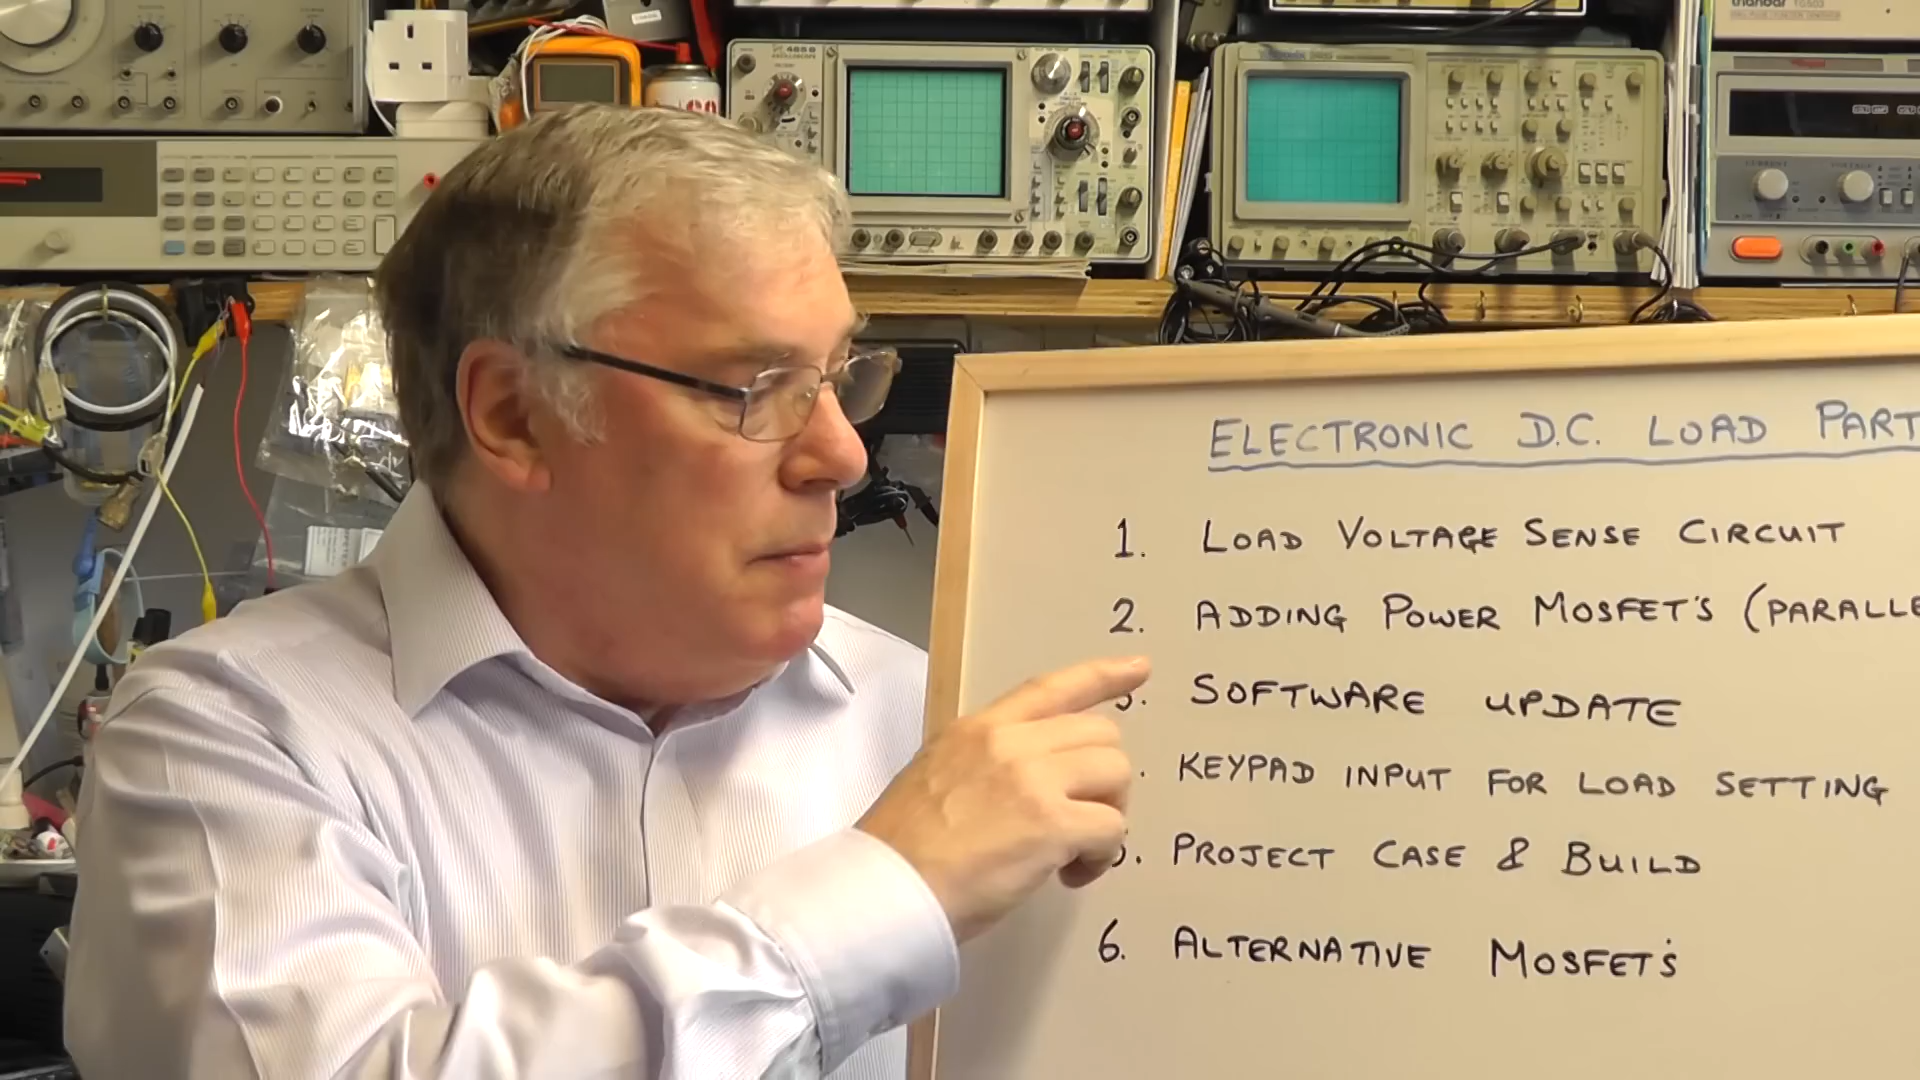 ELECTRONIC D.C. LOAD PART
1. LOAD VOLTAGE SENSE CIRCUIT
2. ADDING POWER MOSFET'S (PARALLE
SOFTWARE UPDATE
KEYPAD INPUT FOR LOAD SETTING
PROJECT CASE & BUILD
6. ALTERNATIVE MOSFET'S